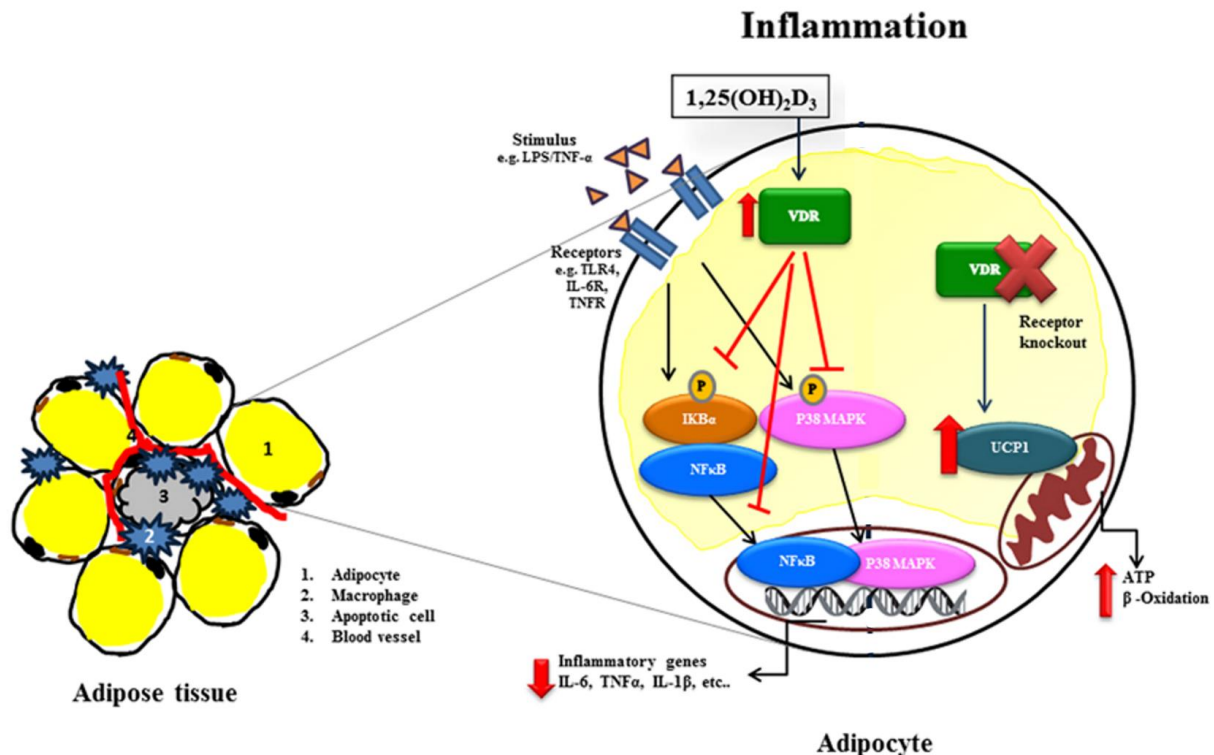 Inflammation
1,25(OH)₂D₃
Stimulus
e.g. LPS/TNF-α
VDR
Receptors
e.g. TLR4,
IL-6R,
TNFR
VDR
Receptor
knockout
P
P
IKBα
P38 MAPK
NFκB
UCP1
NFκB
P38 MAPK
ATP
β -Oxidation
Inflammatory genes
IL-6, TNFα, IL-1β, etc..
Adipocyte
1
2
3
4
1. Adipocyte
2. Macrophage
3. Apoptotic cell
4. Blood vessel
Adipose tissue